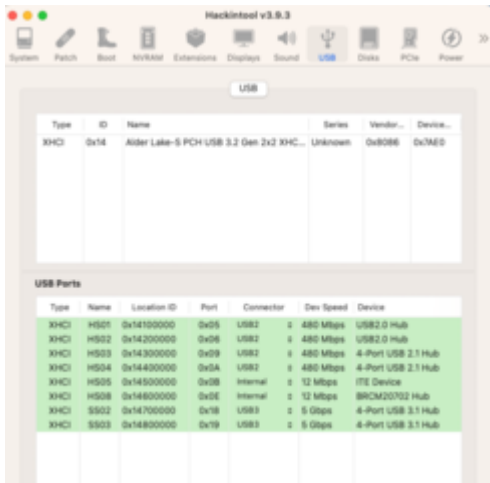 Hackintool v3.9.3
System Patch Boot NVRAM Extensions Displays Sound USB Disks PCIe Power »
USB
Type ID Name Series Vendor... Device...
XHCI 0x14 Alder Lake-S PCH USB 3.2 Gen 2x2 XHC... Unknown 0x8086 0x7AE0
USB Ports
Type Name Location ID Port Connector Dev Speed Device
XHCI HS01 0x14100000 0x05 USB2 480 Mbps USB2.0 Hub
XHCI HS02 0x14200000 0x06 USB2 480 Mbps USB2.0 Hub
XHCI HS03 0x14300000 0x09 USB2 480 Mbps 4-Port USB 2.1 Hub
XHCI HS04 0x14400000 0x0A USB2 480 Mbps 4-Port USB 2.1 Hub
XHCI HS05 0x14500000 0x0B Internal 12 Mbps ITE Device
XHCI HS08 0x14600000 0x0E Internal 12 Mbps BRCM20702 Hub
XHCI SS02 0x14700000 0x18 USB3 5 Gbps 4-Port USB 3.1 Hub
XHCI SS03 0x14800000 0x19 USB3 5 Gbps 4-Port USB 3.1 Hub